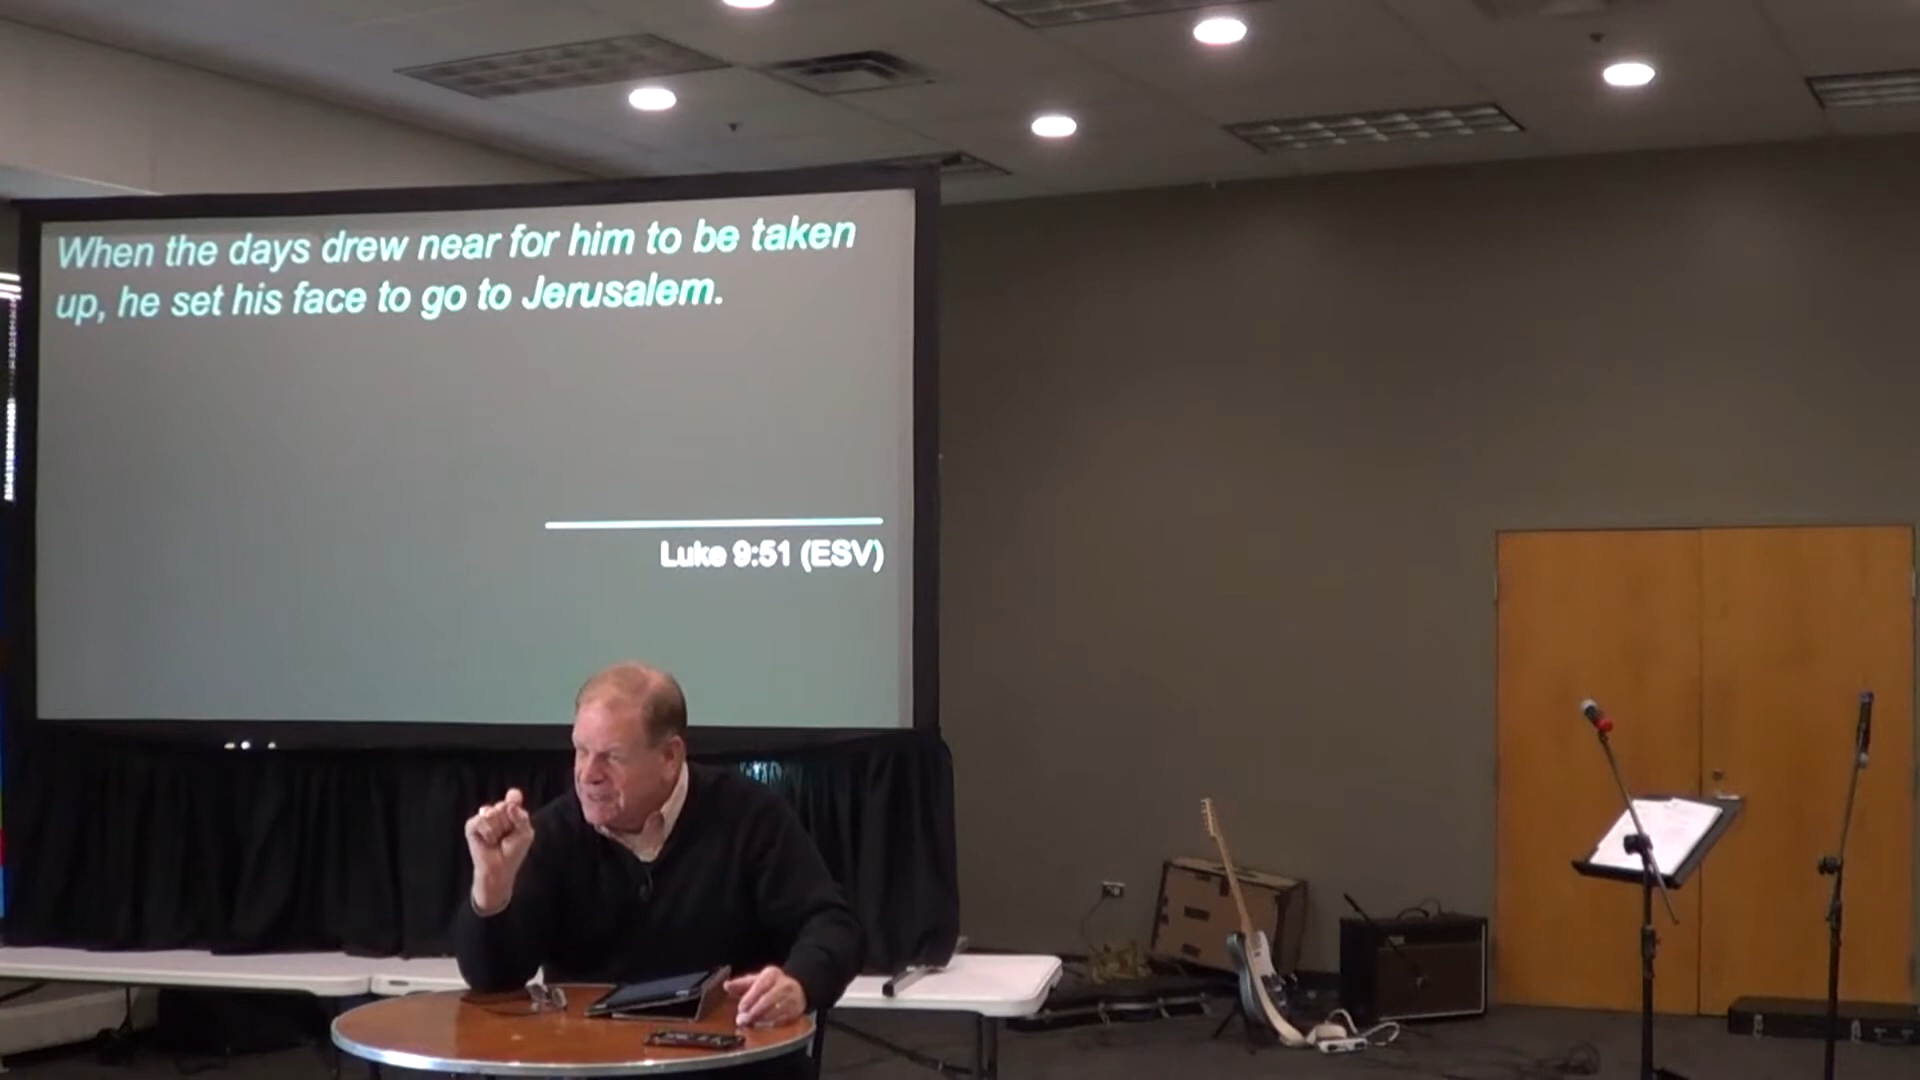 When the days drew near for him to be taken
up, he set his face to go to Jerusalem.
Luke 9:51 (ESV)